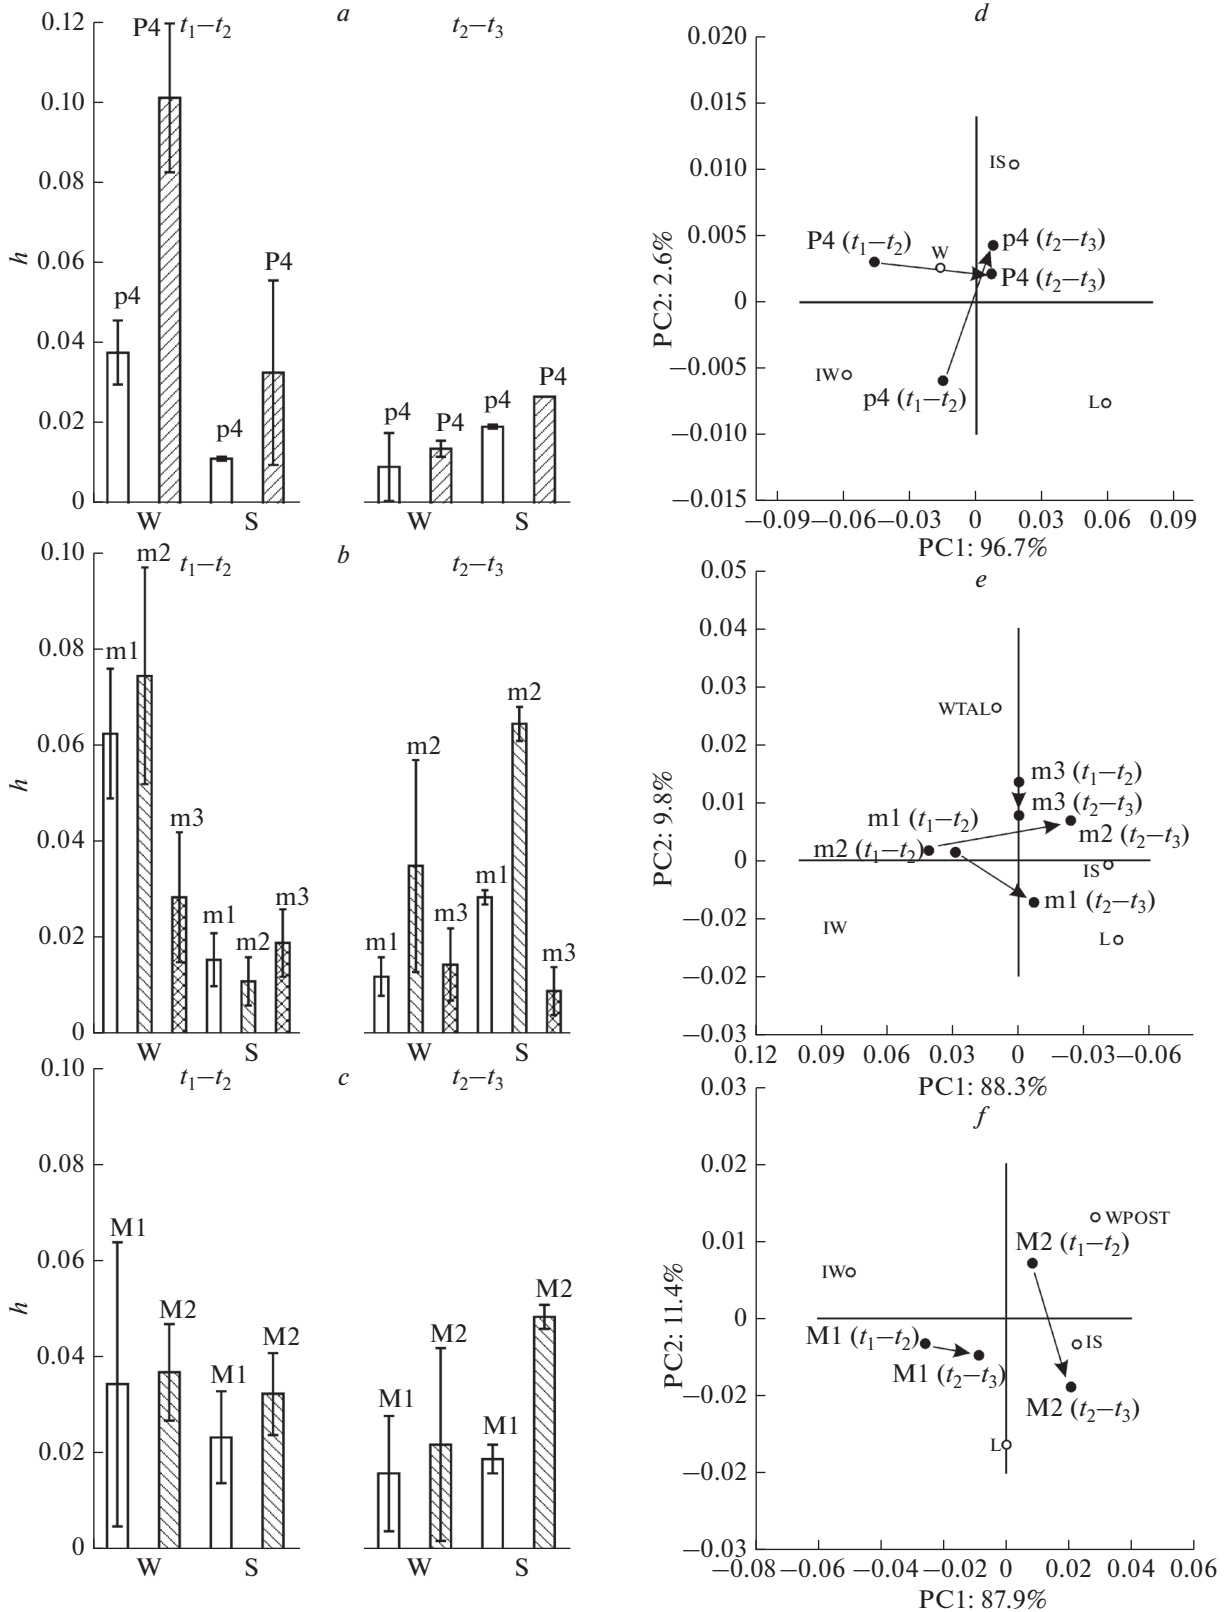 a
t1–t2
t2–t3
h
0.12
0.10
0.08
0.06
0.04
0.02
0
p4
P4
p4
P4
p4
P4
p4
P4
W
S
W
S
d
PC2: 2.6%
0.020
0.015
0.010
0.005
0
−0.005
−0.010
−0.015
IS
P4 (t1–t2)
W
p4 (t2–t3)
P4 (t2–t3)
IW
p4 (t1–t2)
L
−0.09 −0.06 −0.03 0 0.03 0.06 0.09
PC1: 96.7%
b
t1–t2
t2–t3
h
0.10
0.08
0.06
0.04
0.02
0
m1
m2
m3
m1
m2
m3
m1
m2
m3
m1
m2
m3
W
S
W
S
e
PC2: 9.8%
0.05
0.04
0.03
0.02
0.01
0
−0.02
−0.02
−0.03
WTAL
m3 (t1–t2)
m3 (t2–t3)
m1 (t1–t2)
m2 (t2–t3)
m2 (t1–t2)
IS
m1 (t2–t3)
IW
L
0.12 0.09 0.06 0.03 0 −0.03 −0.06
PC1: 88.3%
c
t1–t2
t2–t3
h
0.10
0.08
0.06
0.04
0.02
0
M1
M2
M1
M2
M1
M2
M1
M2
W
S
W
S
f
PC2: 11.4%
0.03
0.02
0.01
0
−0.02
−0.02
−0.03
WPOST
M2 (t1–t2)
IW
M1 (t1–t2)
IS
M1 (t2–t3)
M2 (t2–t3)
L
−0.08 −0.06 −0.04 −0.02 0 0.02 0.04 0.06
PC1: 87.9%